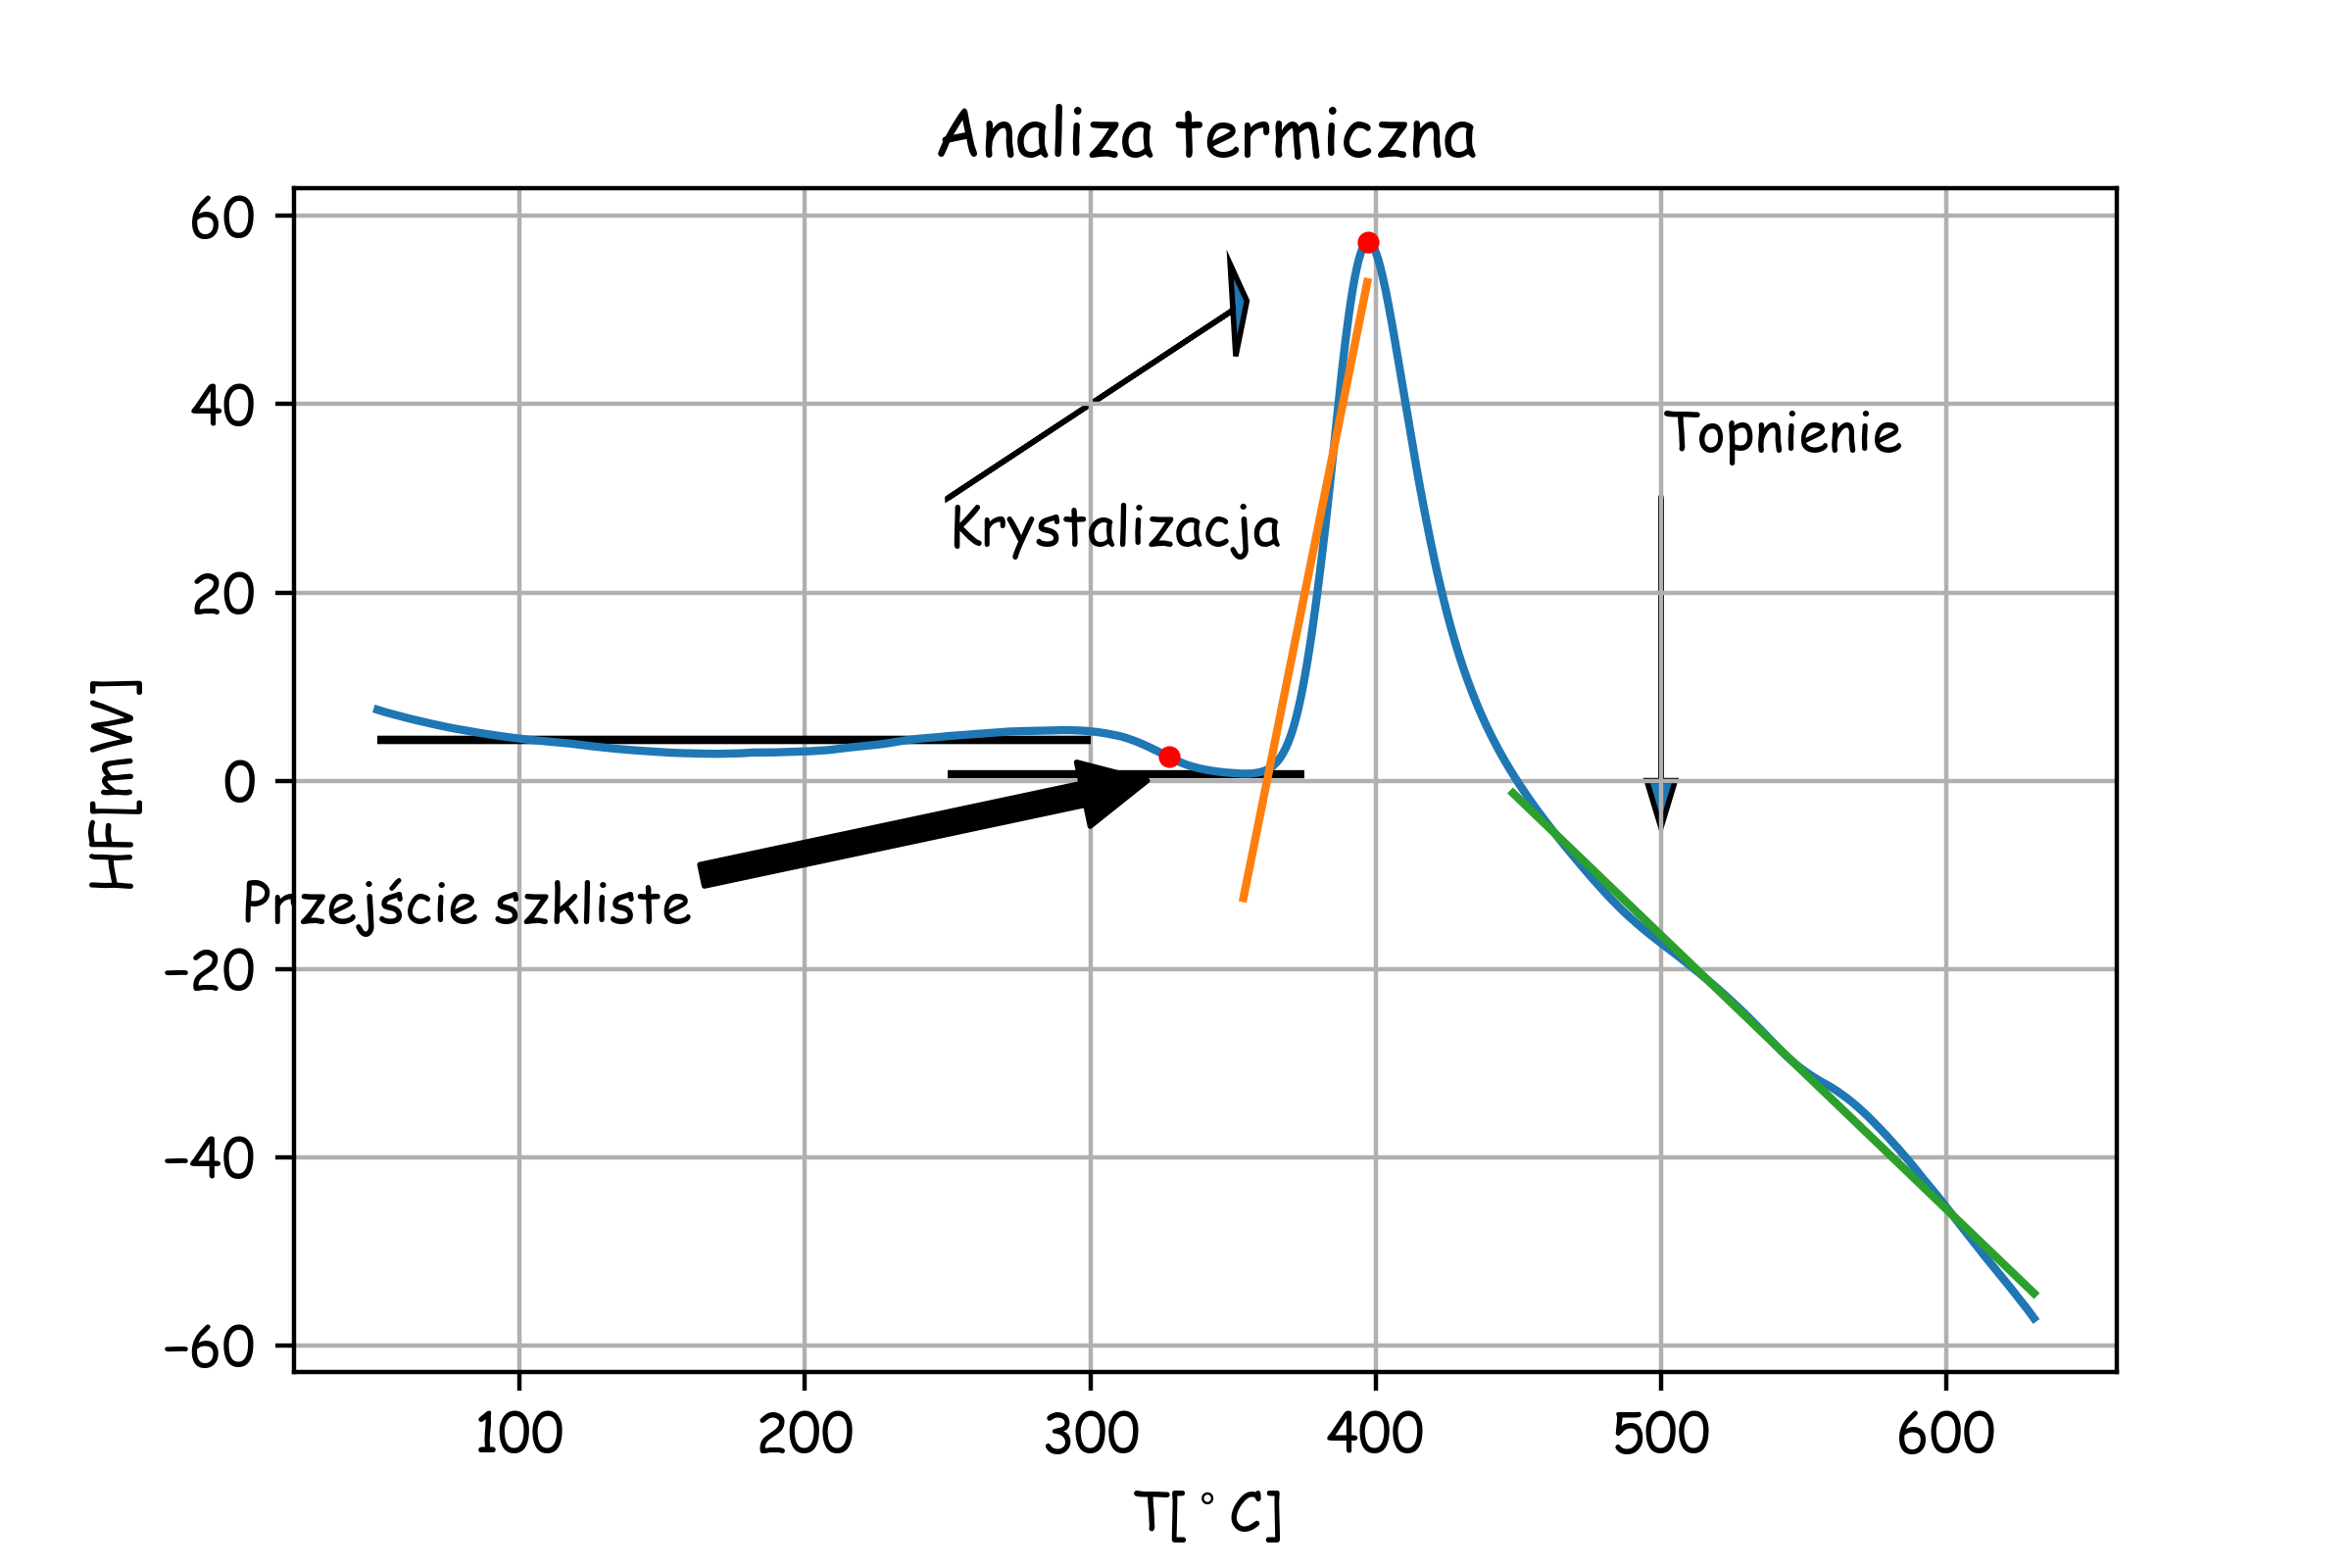 Analiza termiczna
60
40
Topnienie
Krystalizacja
20
HF[mW]
0
Przejście szkliste
−20
−40
−60
100 200 300 400 500 600
T[°C]